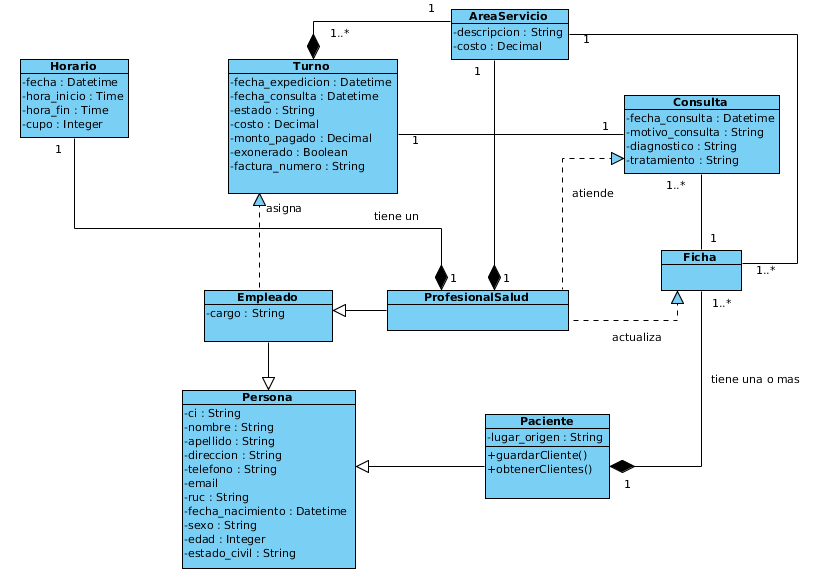 1
AreaServicio
-descripcion : String
-costo : Decimal
1..*
1
1
Horario
-fecha : Datetime
-hora_inicio : Time
-hora_fin : Time
-cupo : Integer
1
Turno
-fecha_expedicion : Datetime
-fecha_consulta : Datetime
-estado : String
-costo : Decimal
-monto_pagado : Decimal
-exonerado : Boolean
-factura_numero : String
1
1
Consulta
-fecha_consulta : Datetime
-motivo_consulta : String
-diagnostico : String
-tratamiento : String
1..*
atiende
asigna
tiene un
1
Ficha
1..*
1..*
1
1
Empleado
-cargo : String
ProfesionalSalud
actualiza
tiene una o mas
Persona
-ci : String
-nombre : String
-apellido : String
-direccion : String
-telefono : String
-email
-ruc : String
-fecha_nacimiento : Datetime
-sexo : String
-edad : Integer
-estado_civil : String
Paciente
-lugar_origen : String
+guardarCliente()
+obtenerClientes()
1